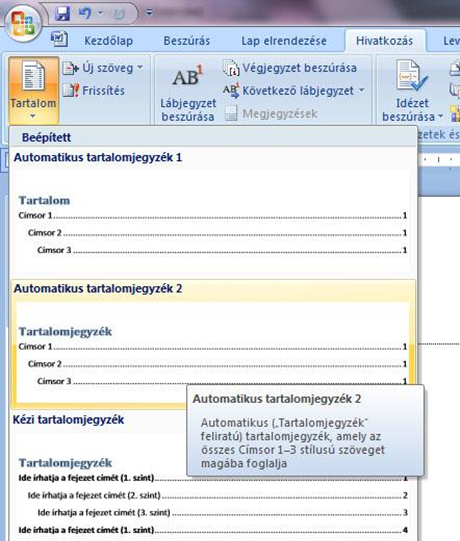 Kezdőlap Beszúrás Lap elrendezése Hivatkozás Lev
Tartalom
Új szöveg
Frissítés
AB¹
Lábjegyzet
beszúrása
Végjegyzet beszúrása
Következő lábjegyzet
Megjegyzések
Idézet
beszúrása
zetek és
Beépített
Automatikus tartalomjegyzék 1
Tartalom
Címsor 1 1
Címsor 2 1
Címsor 3 1
Automatikus tartalomjegyzék 2
Tartalomjegyzék
Címsor 1 1
Címsor 2 1
Címsor 3 1
Automatikus tartalomjegyzék 2
Automatikus („Tartalomjegyzék”
feliratú) tartalomjegyzék, amely az
összes Címsor 1–3 stílusú szöveget
magába foglalja
Kézi tartalomjegyzék
Tartalomjegyzék
Ide írhatja a fejezet címét (1. szint) 1
Ide írhatja a fejezet címét (2. szint) 2
Ide írhatja a fejezet címét (3. szint) 3
Ide írhatja a fejezet címét (1. szint) 4